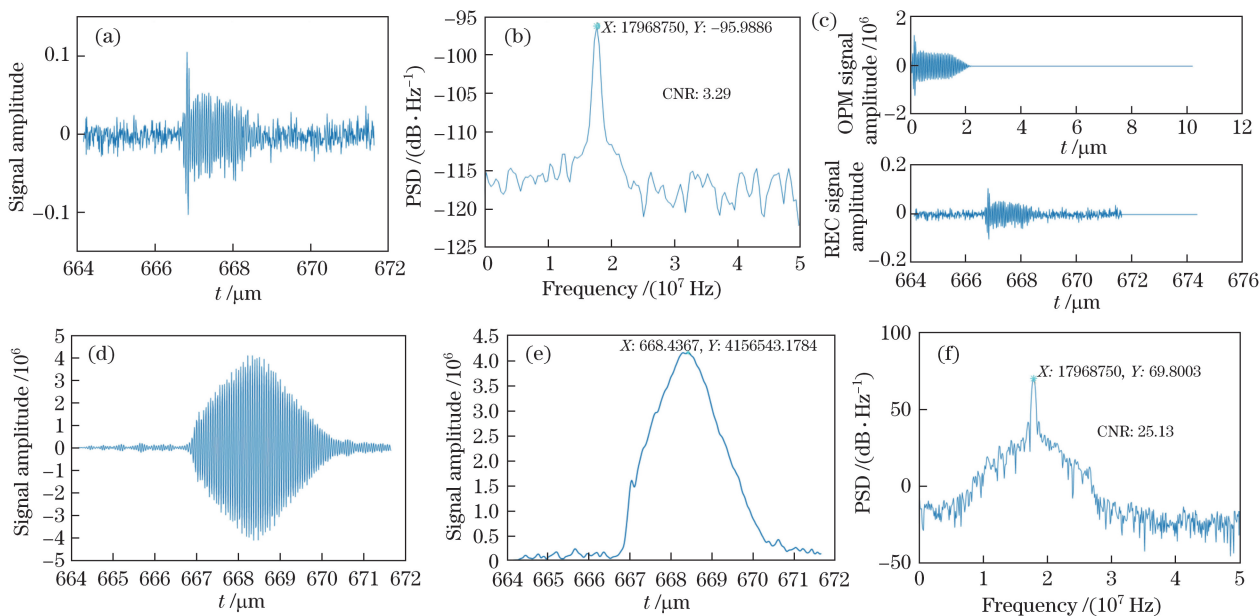 (a)
Signal amplitude
0.1
0
−0.1
664 666 668 670 672
t /μm
(b)
X: 17968750, Y: −95.9886
CNR: 3.29
PSD /(dB · Hz⁻¹)
−95
−100
−105
−110
−115
−120
−125
0 1 2 3 4 5
Frequency /(10⁷ Hz)
(c)
OPM signal
amplitude /10⁶
2
0
−2
0 2 4 6 8 10 12
t /μm
REC signal
amplitude
0.2
0
−0.2
664 666 668 670 672 674 676
t /μm
(d)
Signal amplitude /10⁶
5
4
3
2
1
0
−1
−2
−3
−4
5
664 665 666 667 668 669 670 671 672
t /μm
(e)
X: 668.4367, Y: 4156543.1784
Signal amplitude /10⁶
4.5
4.0
3.5
3.0
2.5
2.0
1.5
1.0
0.5
0
664 665 666 667 668 669 670 671 672
t /μm
(f)
X: 17968750, Y: 69.8003
CNR: 25.13
PSD /(dB · Hz⁻¹)
100
50
0
−50
0 1 2 3 4 5
Frequency /(10⁷ Hz)